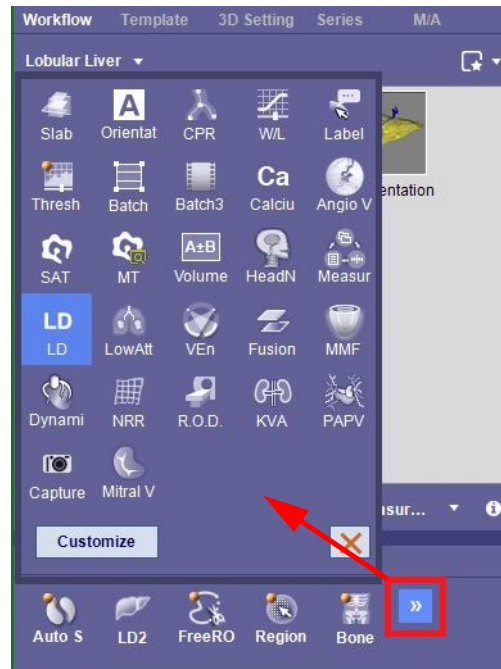 Workflow Template 3D Setting Series M/A
Lobular Liver
A
Slab Orientat CPR W/L Label
entation
Ca
Thresh Batch Batch3 Calciu Angio V
A±B
SAT MT Volume HeadN Measur
LD
LD LowAtt VEn Fusion MMF
Dynami NRR R.O.D. KVA PAPV
Capture Mitral V
asur...
Customize
Auto S LD2 FreeRO Region Bone